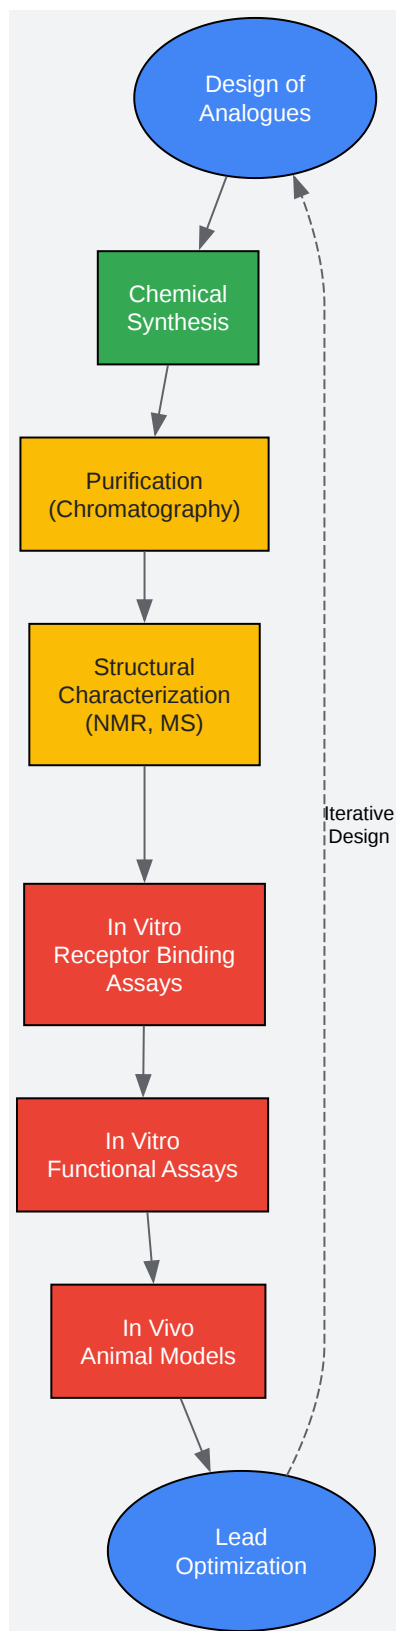 Design of
Analogues
Chemical
Synthesis
Purification
(Chromatography)
Structural
Characterization
(NMR, MS)
Iterative
Design
In Vitro
Receptor Binding
Assays
In Vitro
Functional Assays
In Vivo
Animal Models
Lead
Optimization